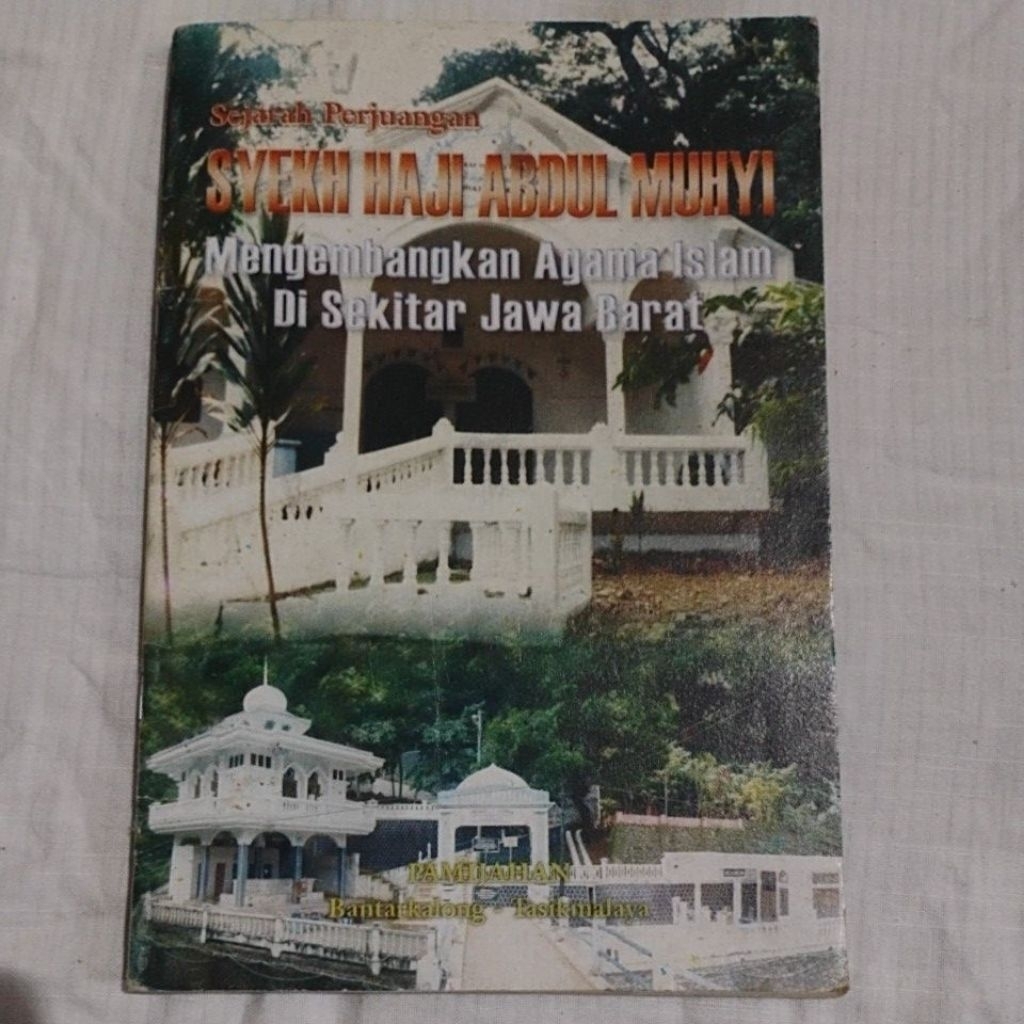 Sejarah Perjuangan
SYEKH HAJI ABDUL MUHYI
Mengembangkan Agama Islam
Di Sekitar Jawa Barat
PAMIJAHAN
Bantarkalong - Tasikmalaya